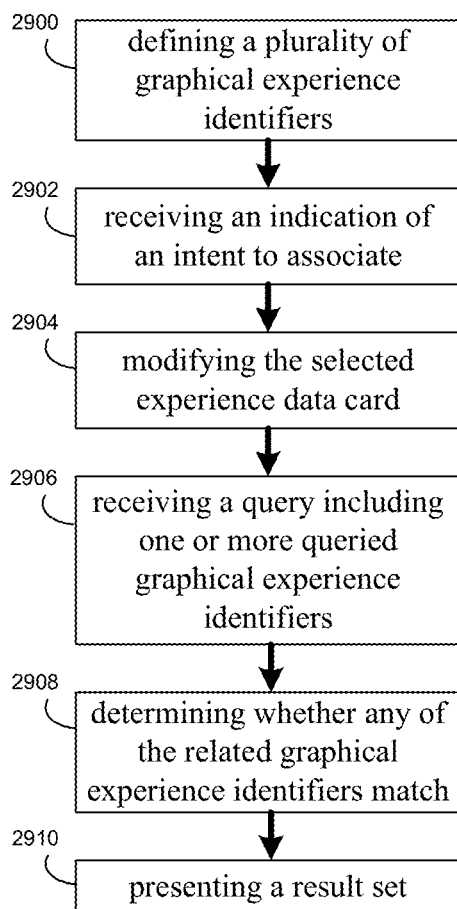 2900
defining a plurality of
graphical experience
identifiers
2902
receiving an indication of
an intent to associate
2904
modifying the selected
experience data card
2906
receiving a query including
one or more queried
graphical experience
identifiers
2908
determining whether any of
the related graphical
experience identifiers match
2910
presenting a result set